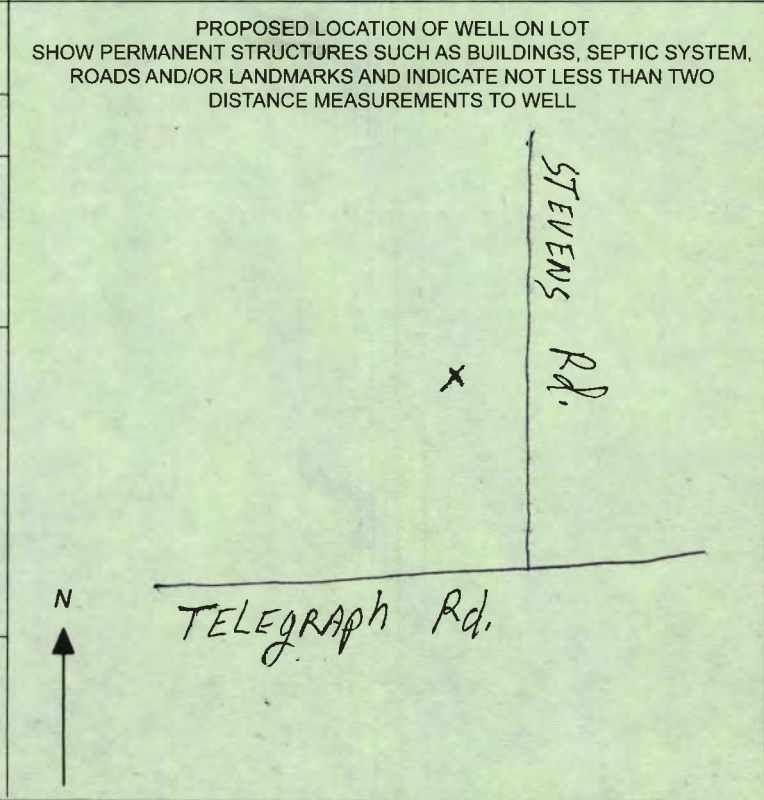 PROPOSED LOCATION OF WELL ON LOT
SHOW PERMANENT STRUCTURES SUCH AS BUILDINGS, SEPTIC SYSTEM,
ROADS AND/OR LANDMARKS AND INDICATE NOT LESS THAN TWO
DISTANCE MEASUREMENTS TO WELL
STEVENS Rd.
X
N
TELEgRAph Rd.